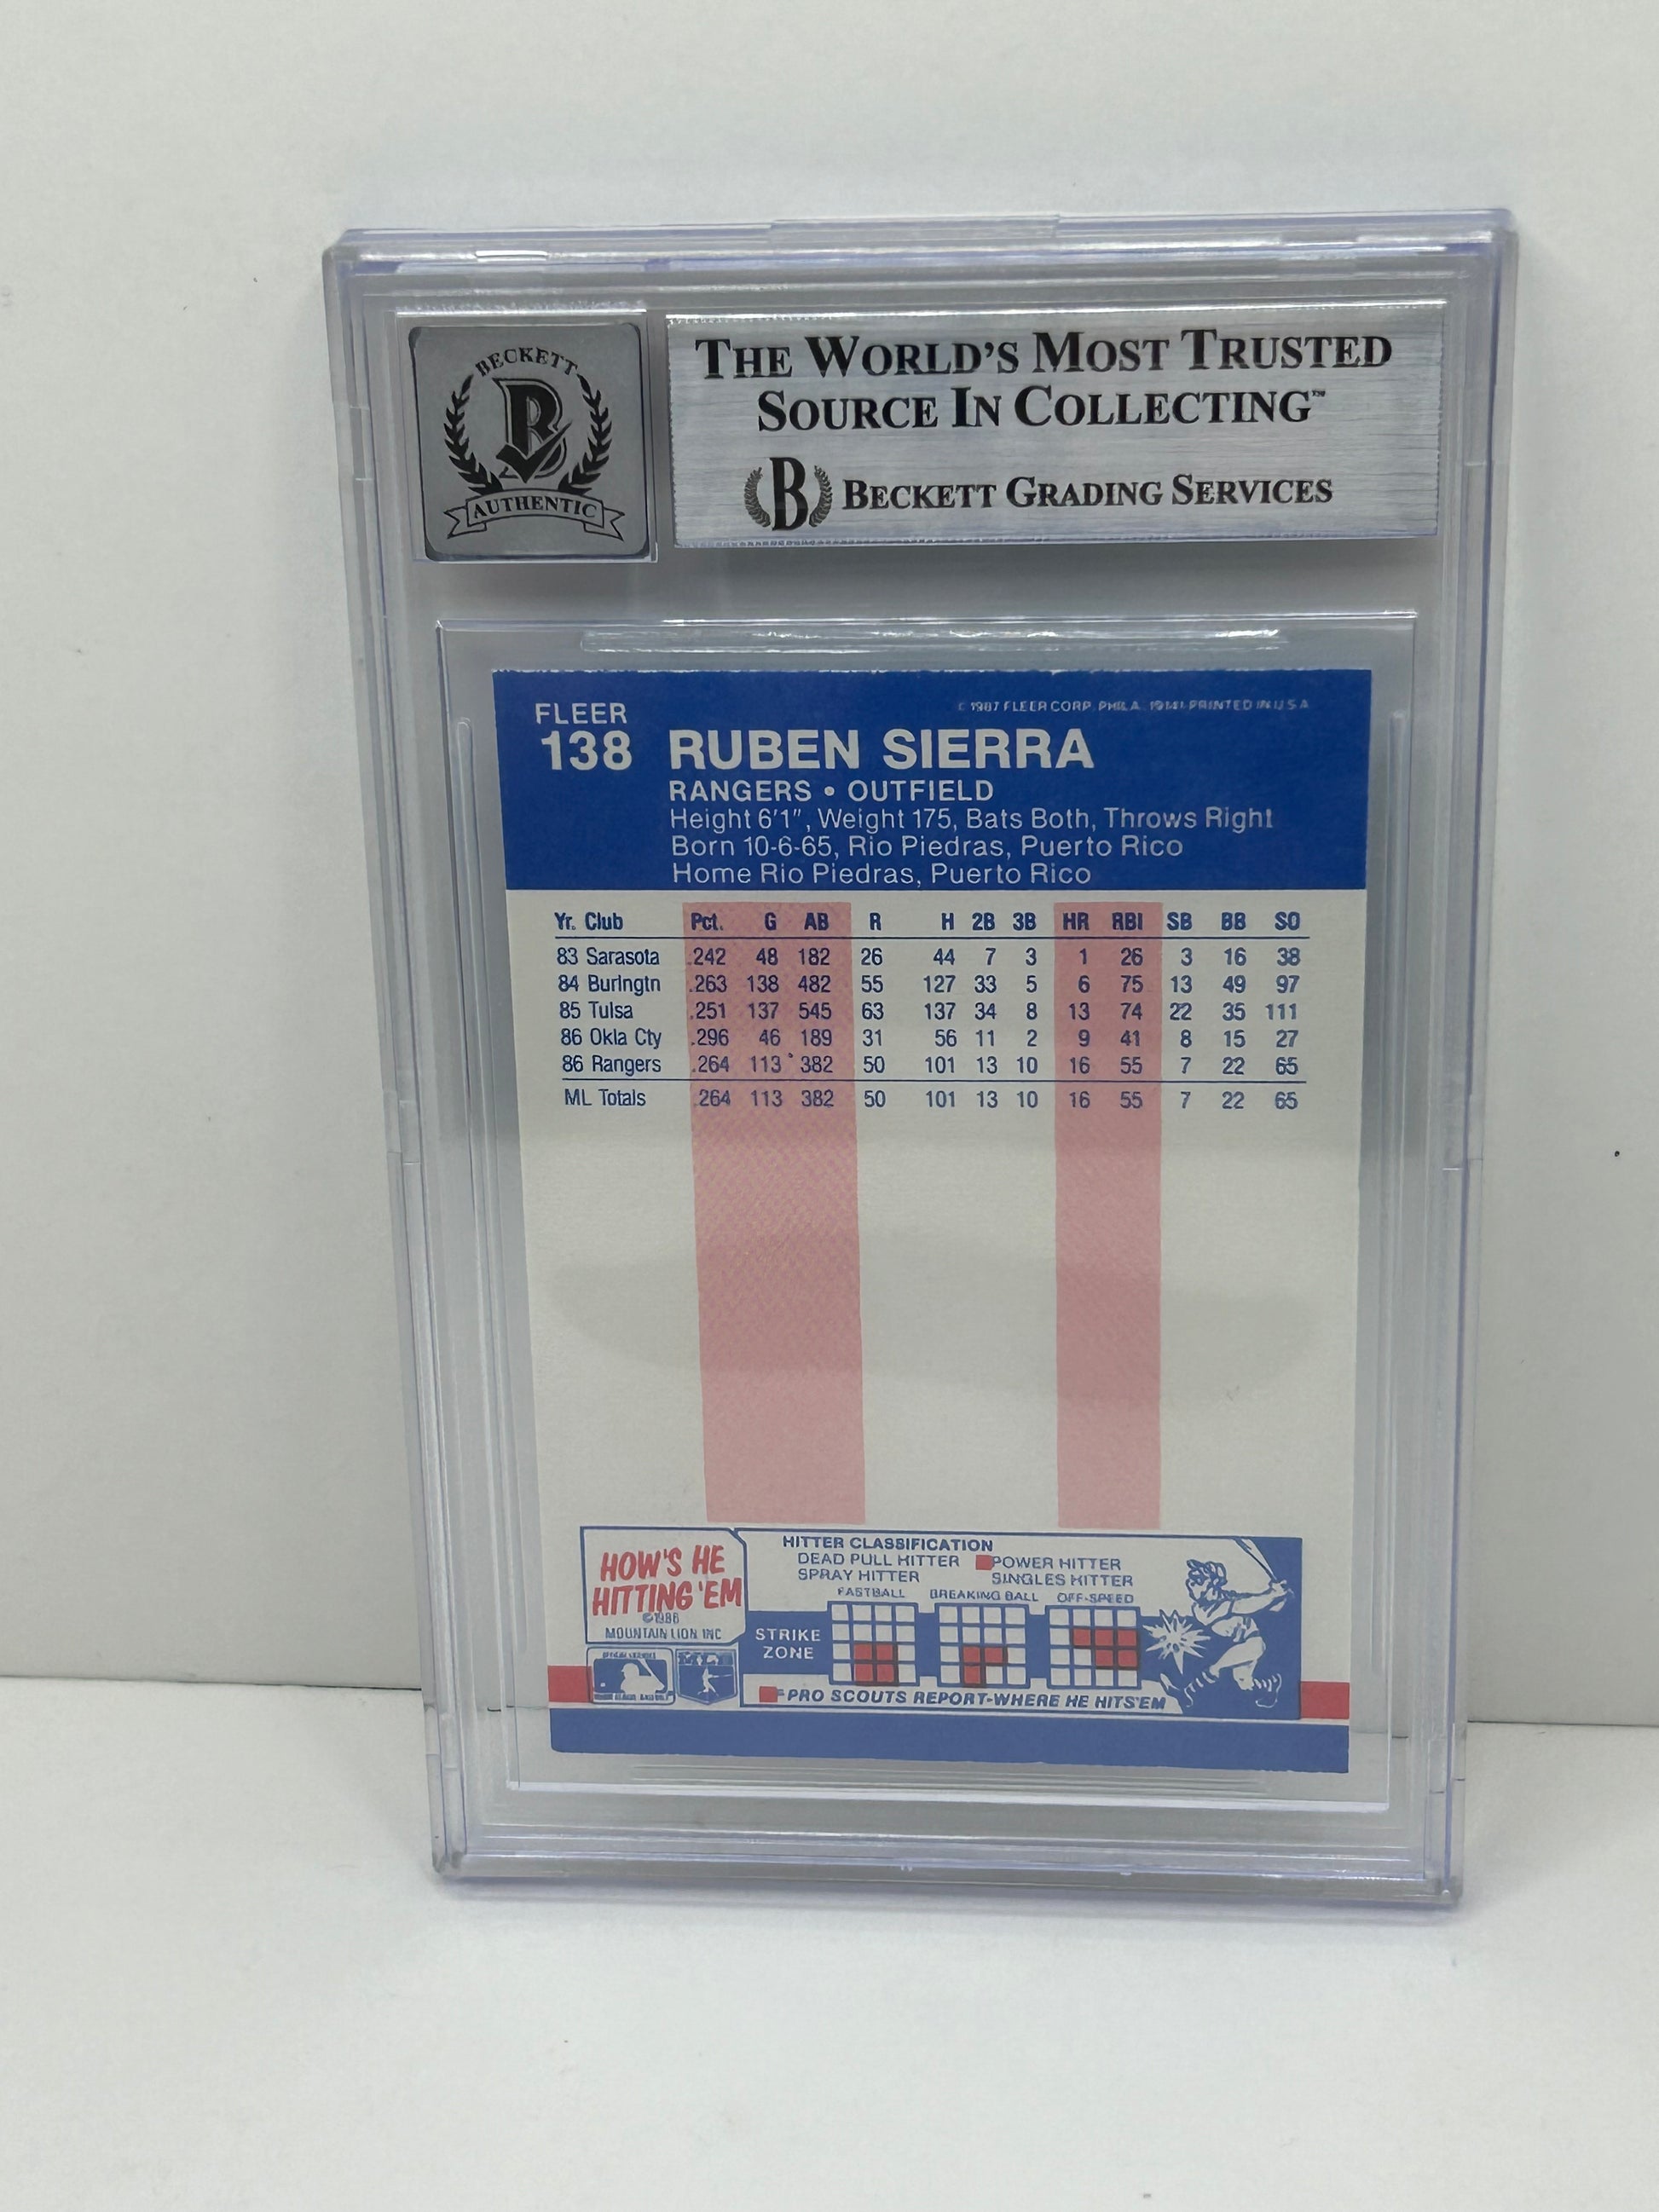 BECKETT
AUTHENTIC
THE WORLD'S MOST TRUSTED
SOURCE IN COLLECTING™
BECKETT GRADING SERVICES
FLEER
138
© 1987 FLEER CORP. PHILA. 19141 PRINTED IN U.S.A.
RUBEN SIERRA
RANGERS • OUTFIELD
Height 6'1", Weight 175, Bats Both, Throws Right
Born 10-6-65, Rio Piedras, Puerto Rico
Home Rio Piedras, Puerto Rico
Yr. Club Pct. G AB R H 2B 3B HR RBI SB BB SO
83 Sarasota .242 48 182 26 44 7 3 1 26 3 16 38
84 Burlngtn .263 138 482 55 127 33 5 6 75 13 49 97
85 Tulsa .251 137 545 63 137 34 8 13 74 22 35 111
86 Okla Cty .296 46 189 31 56 11 2 9 41 8 15 27
86 Rangers .264 113 382 50 101 13 10 16 55 7 22 65
ML Totals .264 113 382 50 101 13 10 16 55 7 22 65
HOW'S HE
HITTING 'EM
©1986
MOUNTAIN LION INC
HITTER CLASSIFICATION
DEAD PULL HITTER POWER HITTER
SPRAY HITTER SINGLES HITTER
FASTBALL BREAKING BALL OFF-SPEED
STRIKE
ZONE
=PRO SCOUTS REPORT-WHERE HE HITS'EM